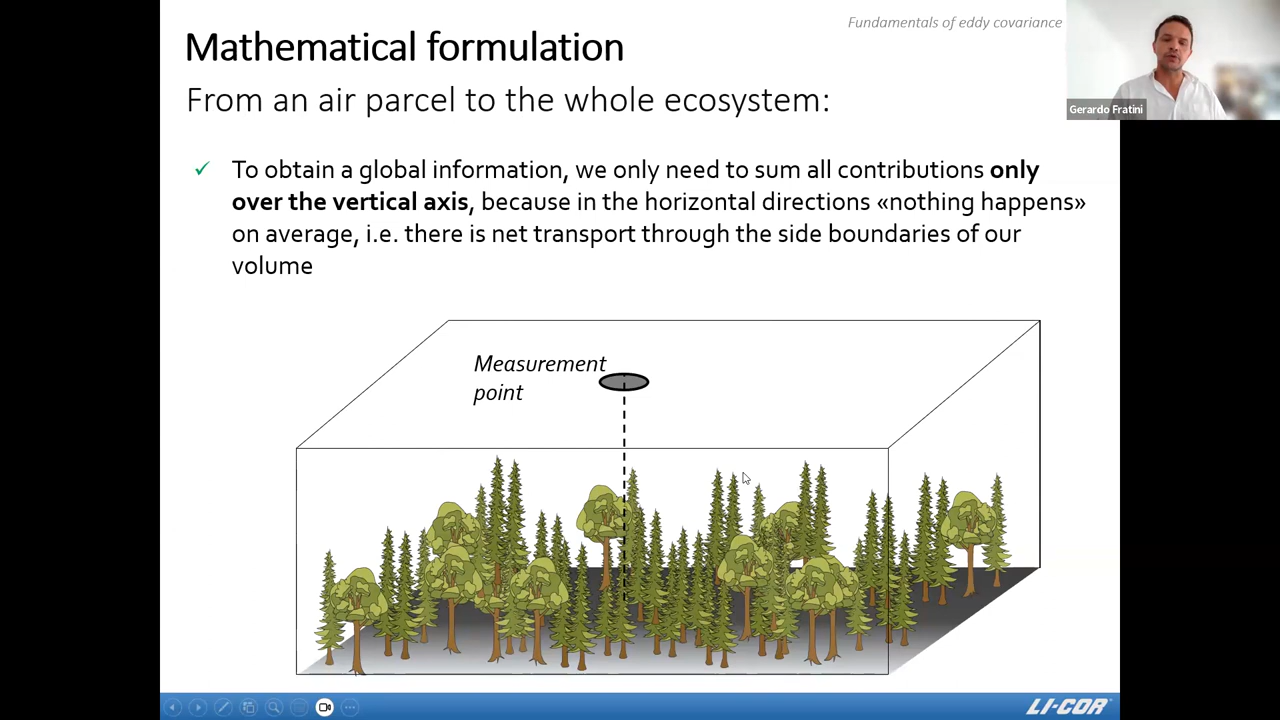 Fundamentals of eddy covariance
Mathematical formulation
From an air parcel to the whole ecosystem:
✓ To obtain a global information, we only need to sum all contributions only
over the vertical axis, because in the horizontal directions «nothing happens»
on average, i.e. there is net transport through the side boundaries of our
volume
Measurement
point
Gerardo Fratini
LI-COR